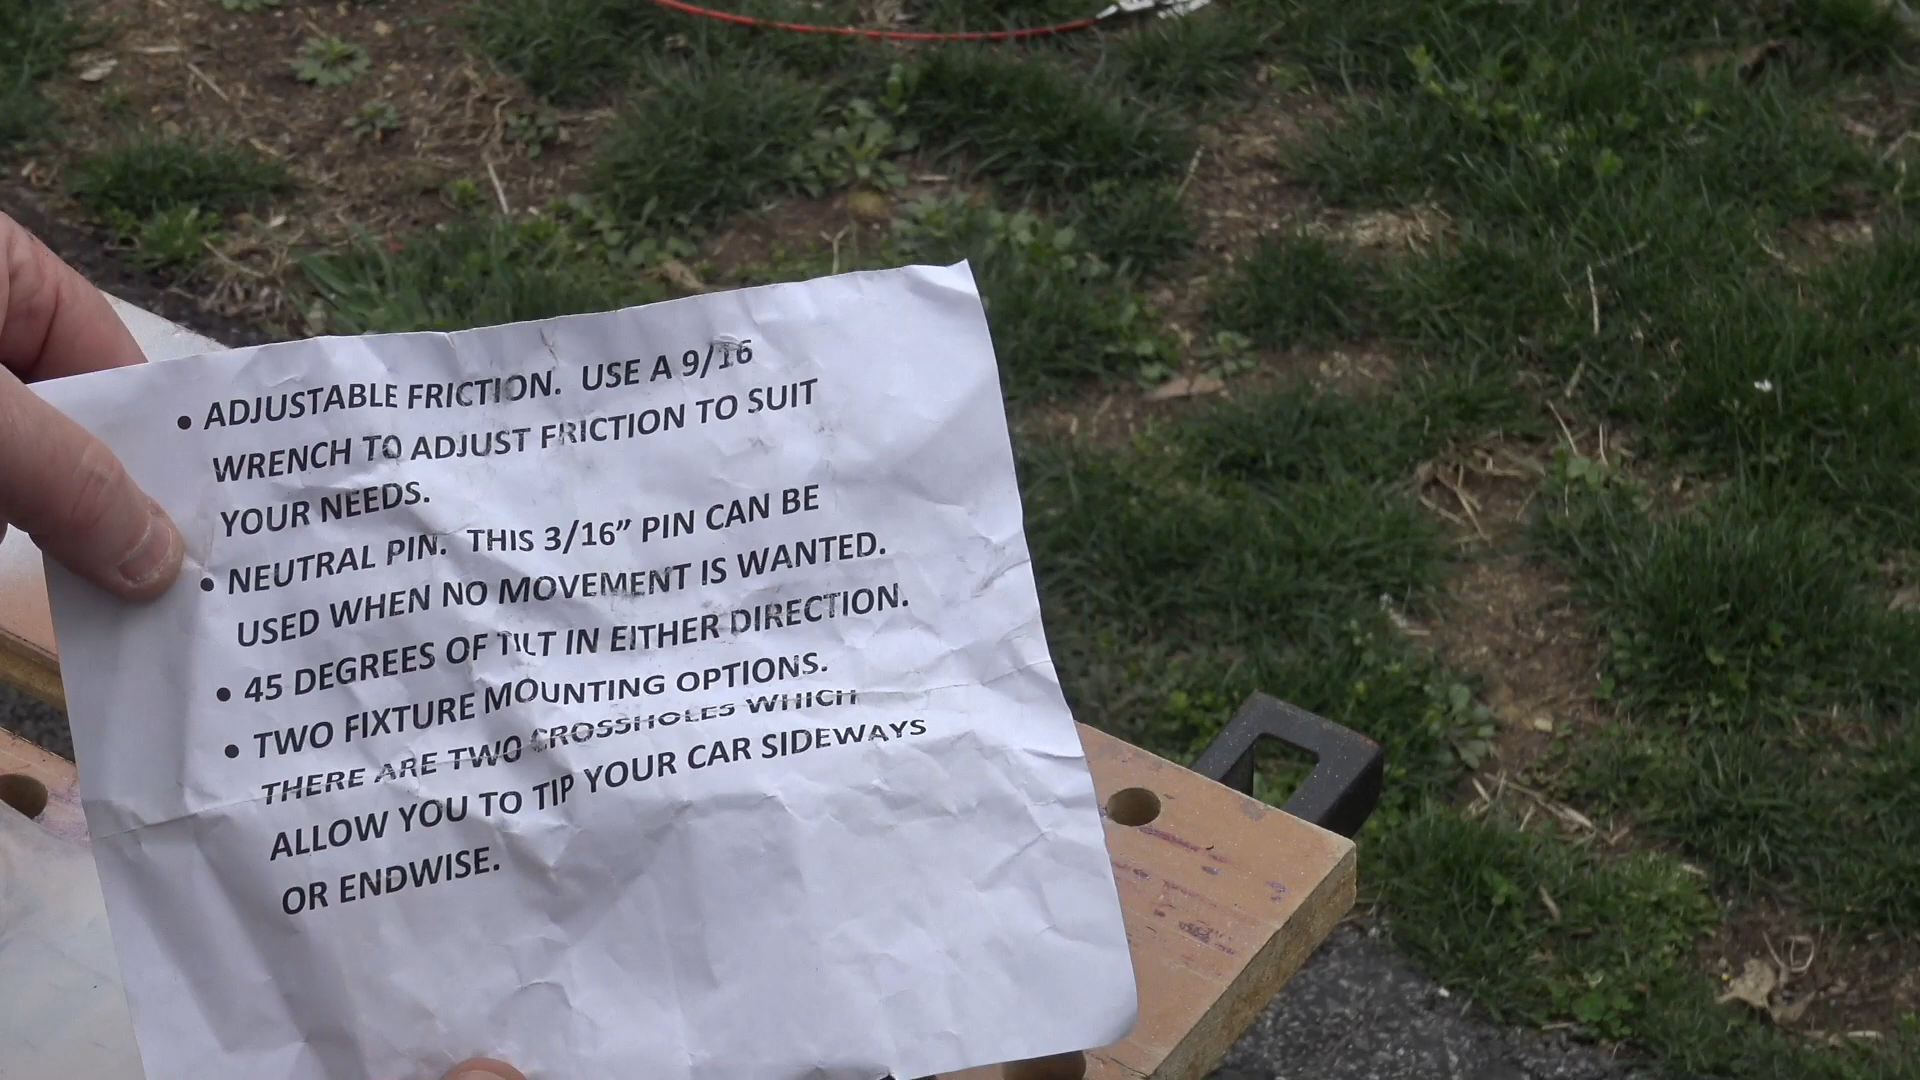 • ADJUSTABLE FRICTION. USE A 9/16
WRENCH TO ADJUST FRICTION TO SUIT
YOUR NEEDS.
• NEUTRAL PIN. THIS 3/16” PIN CAN BE
USED WHEN NO MOVEMENT IS WANTED.
• 45 DEGREES OF TILT IN EITHER DIRECTION.
• TWO FIXTURE MOUNTING OPTIONS.
THERE ARE TWO CROSSHOLES WHICH
ALLOW YOU TO TIP YOUR CAR SIDEWAYS
OR ENDWISE.